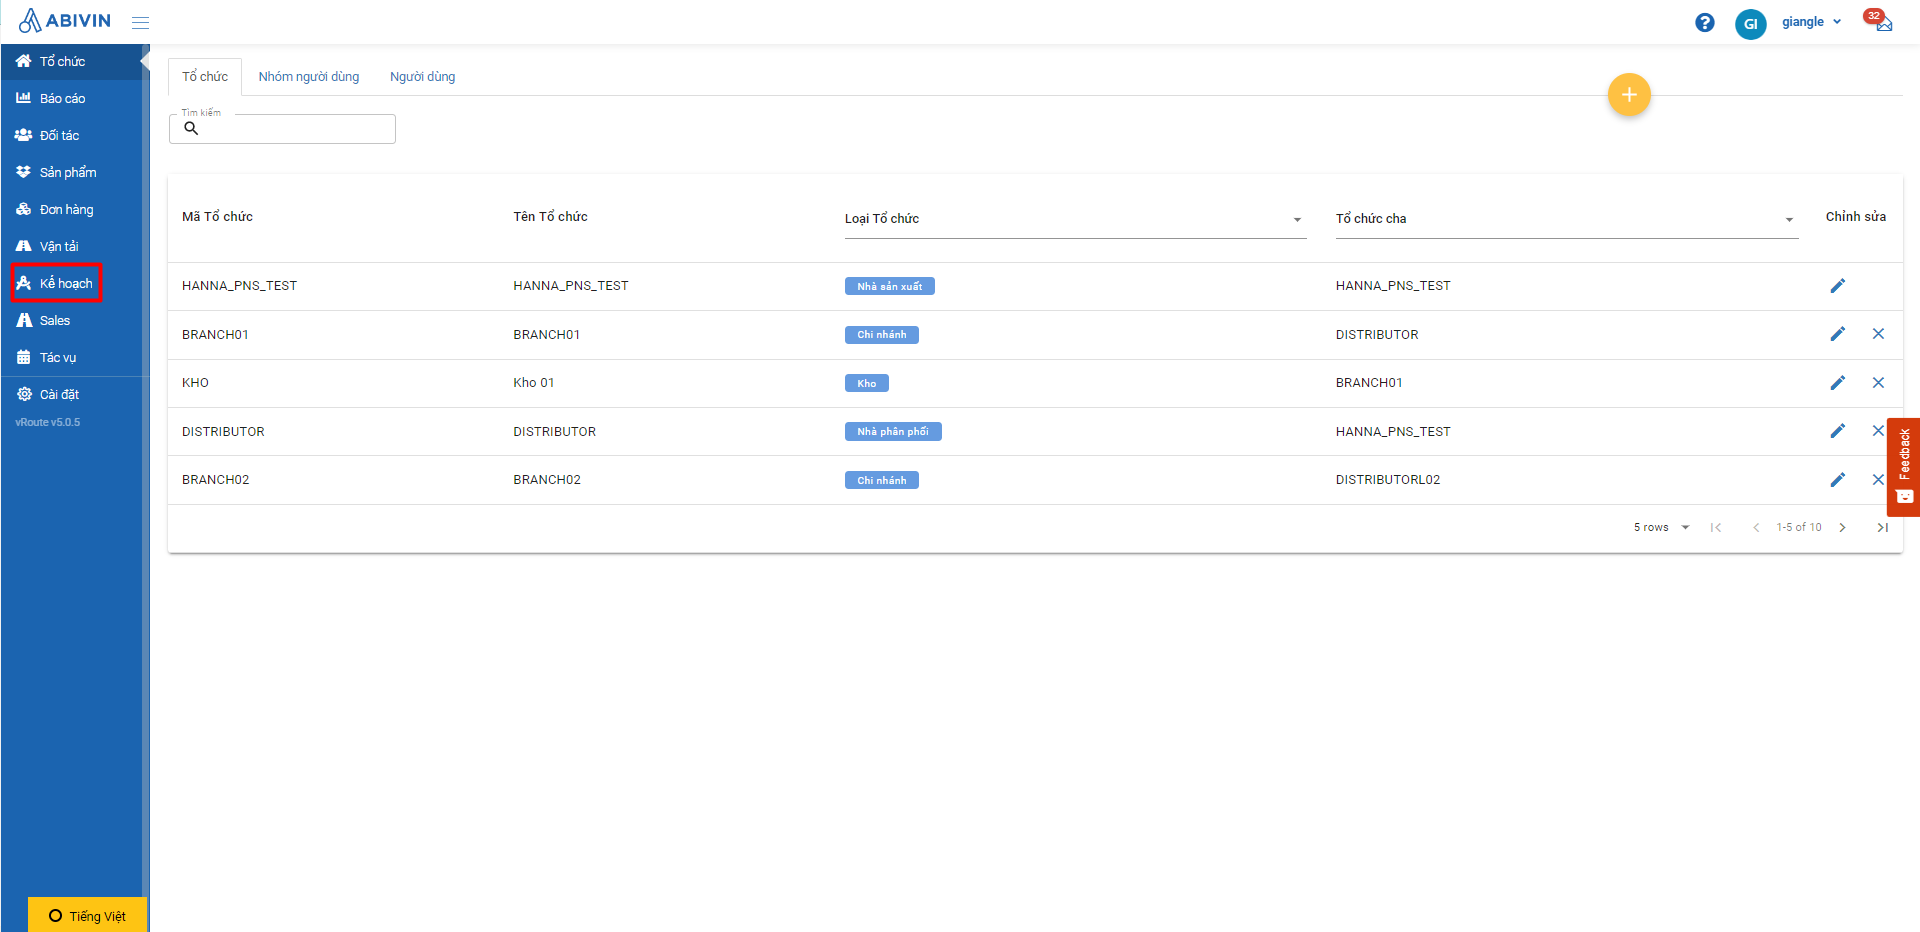 ABIVIN
GI
giangle
32
Tổ chức
Báo cáo
Đối tác
Sản phẩm
Đơn hàng
Vận tải
Kế hoạch
Sales
Tác vụ
Cài đặt
vRoute v5.0.5
Tiếng Việt
Tổ chức Nhóm người dùng Người dùng
Tìm kiếm
Mã Tổ chức Tên Tổ chức Loại Tổ chức Tổ chức cha Chỉnh sửa
HANNA_PNS_TEST HANNA_PNS_TEST Nhà sản xuất HANNA_PNS_TEST
BRANCH01 BRANCH01 Chi nhánh DISTRIBUTOR
KHO Kho 01 Kho BRANCH01
DISTRIBUTOR DISTRIBUTOR Nhà phân phối HANNA_PNS_TEST
BRANCH02 BRANCH02 Chi nhánh DISTRIBUTORL02
5 rows 1-5 of 10
Feedback